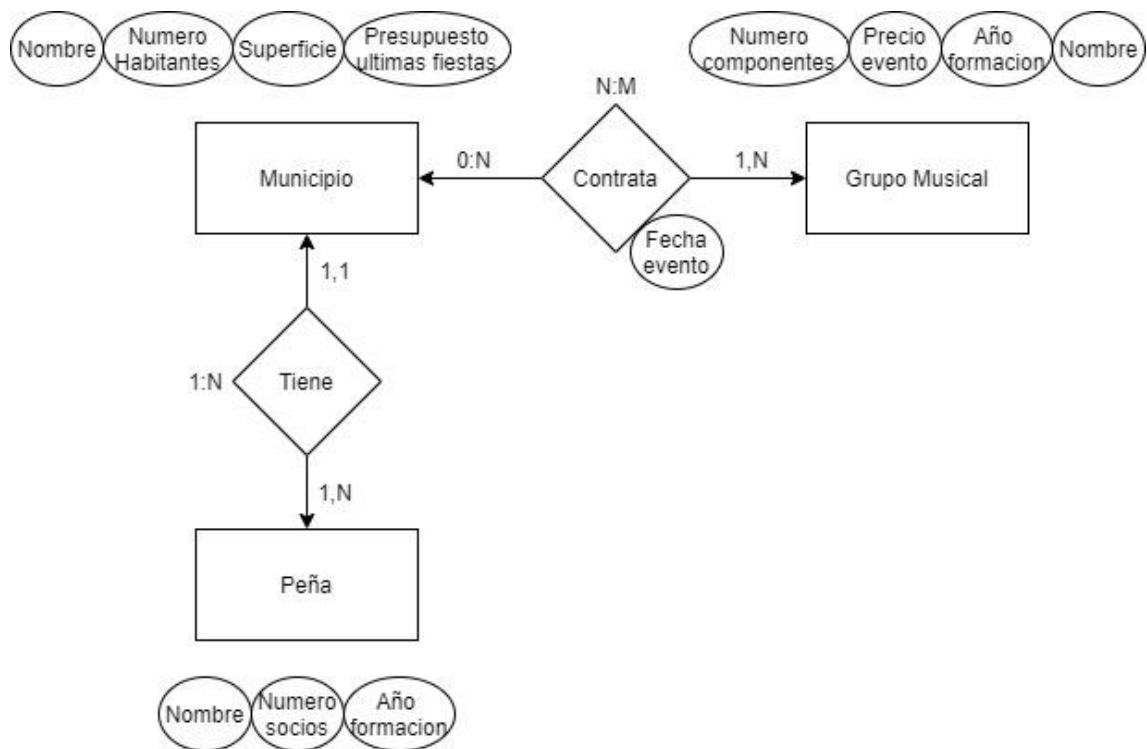 Nombre
Numero
Habitantes
Superficie
Presupuesto
ultimas fiestas
Numero
componentes
Precio
evento
Año
formacion
Nombre
N:M
Municipio
0:N
Contrata
1,N
Grupo Musical
Fecha
evento
1,1
1:N
Tiene
1,N
Peña
Nombre
Numero
socios
Año
formacion